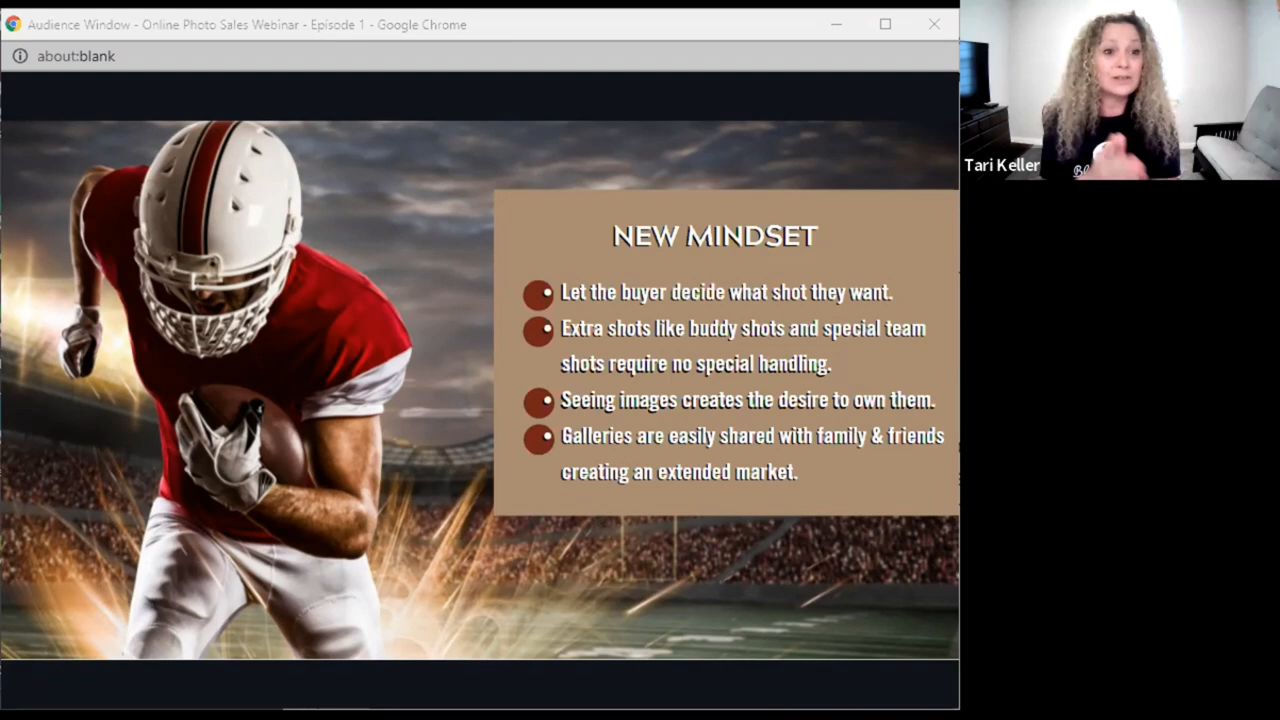 Audience Window - Online Photo Sales Webinar - Episode 1 - Google Chrome
about:blank
Tari Keller
NEW MINDSET
Let the buyer decide what shot they want.
Extra shots like buddy shots and special team
shots require no special handling.
Seeing images creates the desire to own them.
Galleries are easily shared with family & friends
creating an extended market.